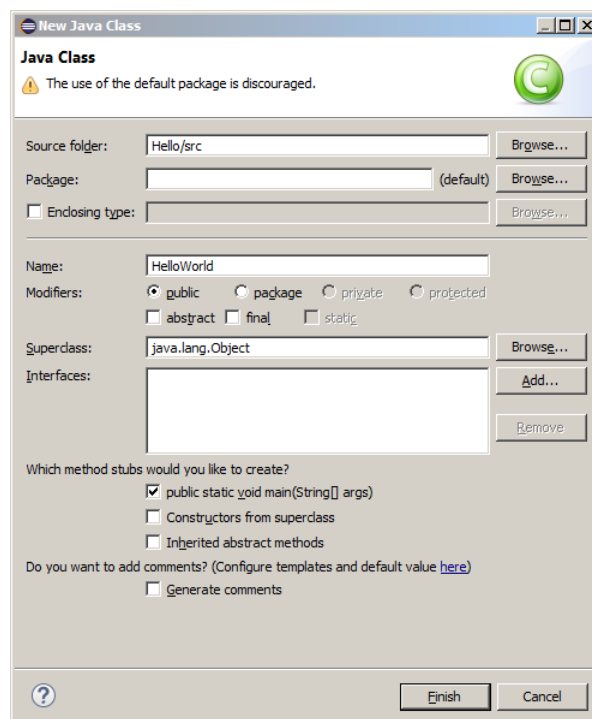 New Java Class
Java Class
The use of the default package is discouraged.
C
Source folder: Hello/src Browse...
Package: (default) Browse...
Enclosing type: Browse...
Name: HelloWorld
Modifiers: public package private protected
abstract final static
Superclass: java.lang.Object Browse...
Interfaces: Add...
Remove
Which method stubs would you like to create?
public static void main(String[] args)
Constructors from superclass
Inherited abstract methods
Do you want to add comments? (Configure templates and default value here)
Generate comments
? Finish Cancel